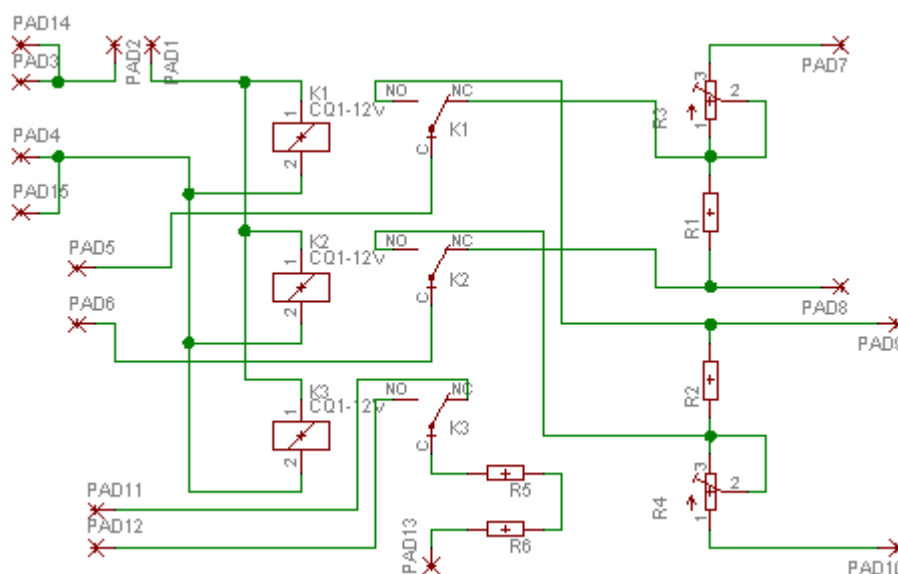 PAD14
PAD3
PAD2
PAD1
PAD7
K1
CQ1-12V
1
2
NO
NC
C
K1
R3
3
2
1
PAD4
PAD15
R1
PAD5
K2
CQ1-12V
1
2
NO
NC
C
K2
PAD6
PAD8
PAD9
R2
K3
CQ1-12V
1
2
NO
NC
C
K3
R4
3
2
1
PAD11
PAD12
PAD13
R5
R6
PAD10